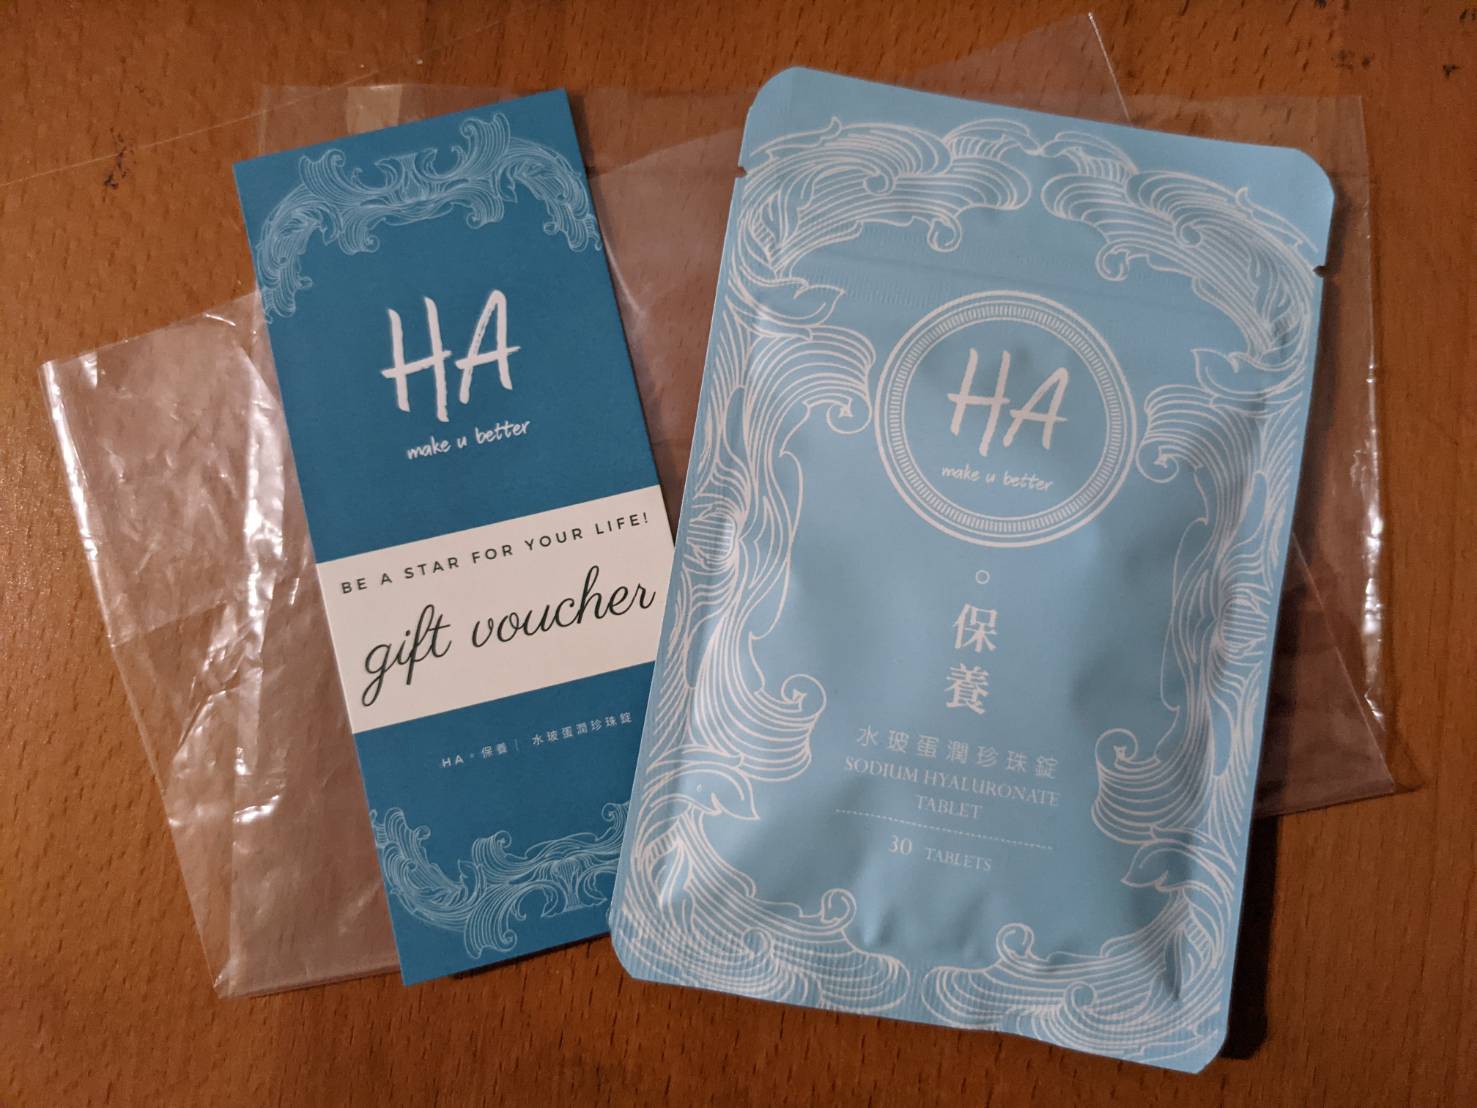 HA
make u better
BE A STAR FOR YOUR LIFE!
gift voucher
HA。保養｜ 水玻蛋潤珍珠錠
HA
make u better
。保養
水玻蛋潤珍珠錠
SODIUM HYALURONATE
TABLET
30 TABLETS